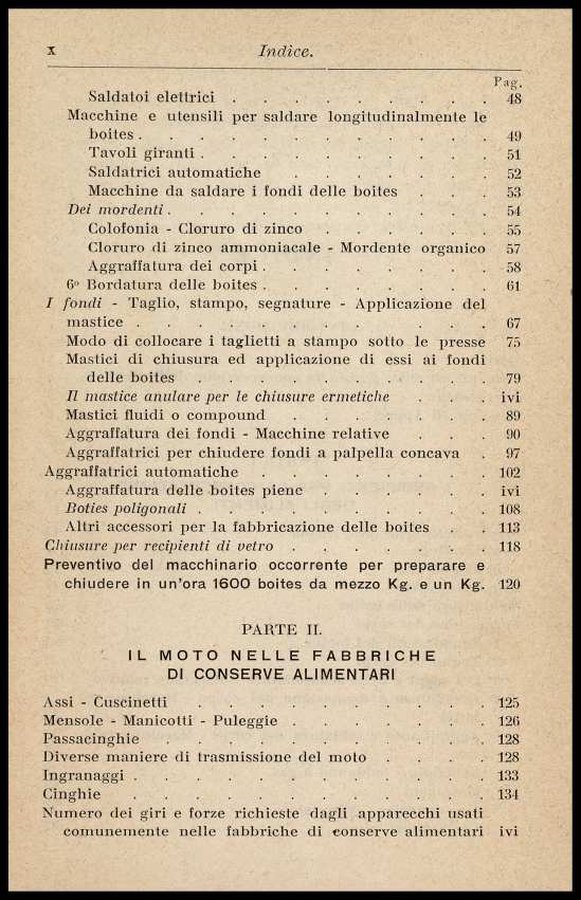 x Indice.
Pag.
Saldatoi elettrici . . . . . . . . . 48
Macchine e utensili per saldare longitudinalmente le
boites . . . . . . . . . . . . 49
Tavoli giranti . . . . . . . . . . 51
Saldatrici automatiche . . . . . . . 52
Macchine da saldare i fondi delle boites . . . 53
Dei mordenti . . . . . . . . . . . 54
Colofonia - Cloruro di zinco . . . . . . 55
Cloruro di zinco ammoniacale - Mordente organico 57
Aggraffatura dei corpi . . . . . . . . 58
6º Bordatura delle boites . . . . . . . . 61
I fondi - Taglio, stampo, segnature - Applicazione del
mastice . . . . . . . . . . . . 67
Modo di collocare i taglietti a stampo sotto le presse 75
Mastici di chiusura ed applicazione di essi ai fondi
delle boites . . . . . . . . . . 79
Il mastice anulare per le chiusure ermetiche . . . ivi
Mastici fluidi o compound . . . . . . . 89
Aggraffatura dei fondi - Macchine relative . . . 90
Aggraffatrici per chiudere fondi a palpella concava . 97
Aggraffatrici automatiche . . . . . . . . 102
Aggraffatura delle boites piene . . . . . . ivi
Boties poligonali . . . . . . . . . . 108
Altri accessori per la fabbricazione delle boites . . 113
Chiusure per recipienti di vetro . . . . . . . 118
Preventivo del macchinario occorrente per preparare e
chiudere in un'ora 1600 boites da mezzo Kg. e un Kg. 120
PARTE II.
IL MOTO NELLE FABBRICHE
DI CONSERVE ALIMENTARI
Assi - Cuscinetti . . . . . . . . . . 125
Mensole - Manicotti - Puleggie . . . . . . . 126
Passacinghie . . . . . . . . . . . 128
Diverse maniere di trasmissione del moto . . . . 128
Ingranaggi . . . . . . . . . . . . 133
Cinghie . . . . . . . . . . . . 134
Numero dei giri e forze richieste dagli apparecchi usati
comunemente nelle fabbriche di conserve alimentari ivi